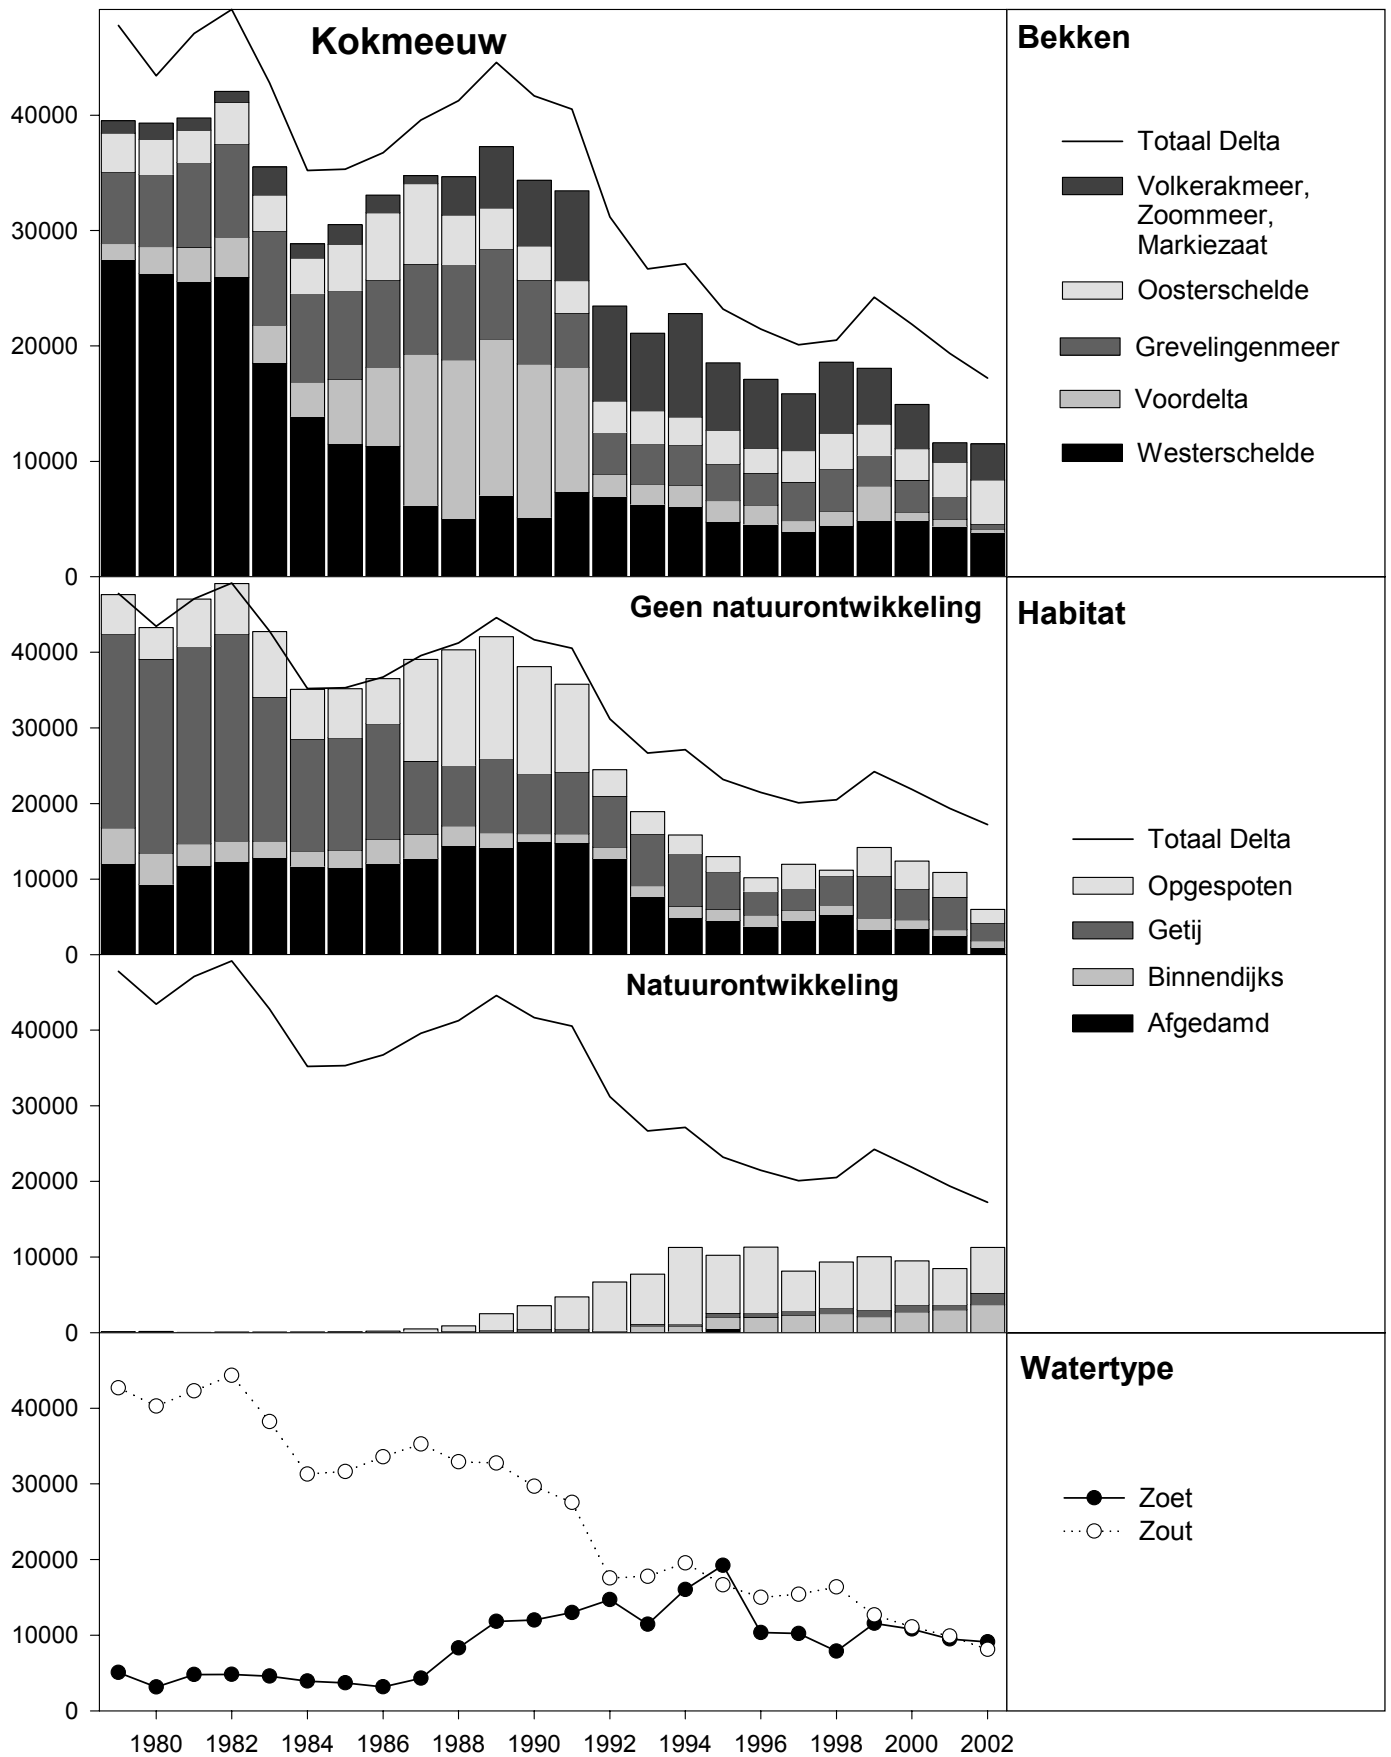 Kokmeeuw
40000
30000
20000
10000
0
Bekken
Totaal Delta
Volkerakmeer,
Zoommeer,
Markiezaat
Oosterschelde
Grevelingenmeer
Voordelta
Westerschelde
Geen natuurontwikkeling
40000
30000
20000
10000
0
Habitat
Totaal Delta
Opgespoten
Getij
Binnendijks
Afgedamd
Natuurontwikkeling
40000
30000
20000
10000
0
Watertype
40000
30000
20000
10000
0
Zoet
Zout
1980 1982 1984 1986 1988 1990 1992 1994 1996 1998 2000 2002